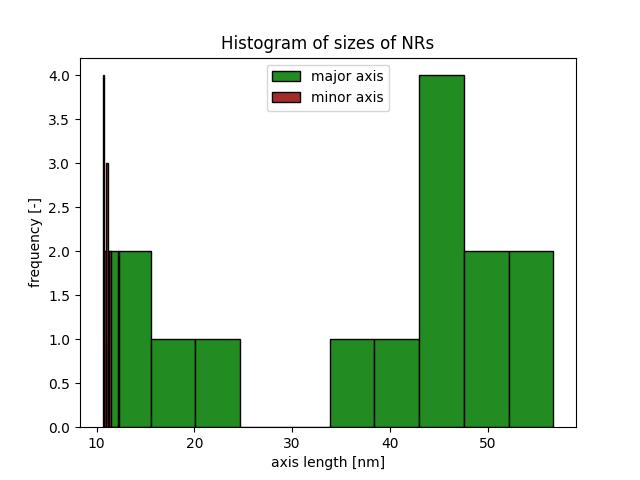 Histogram of sizes of NRs
major axis
minor axis
4.0
3.5
3.0
2.5
2.0
1.5
1.0
0.5
0.0
frequency [-]
10 20 30 40 50
axis length [nm]